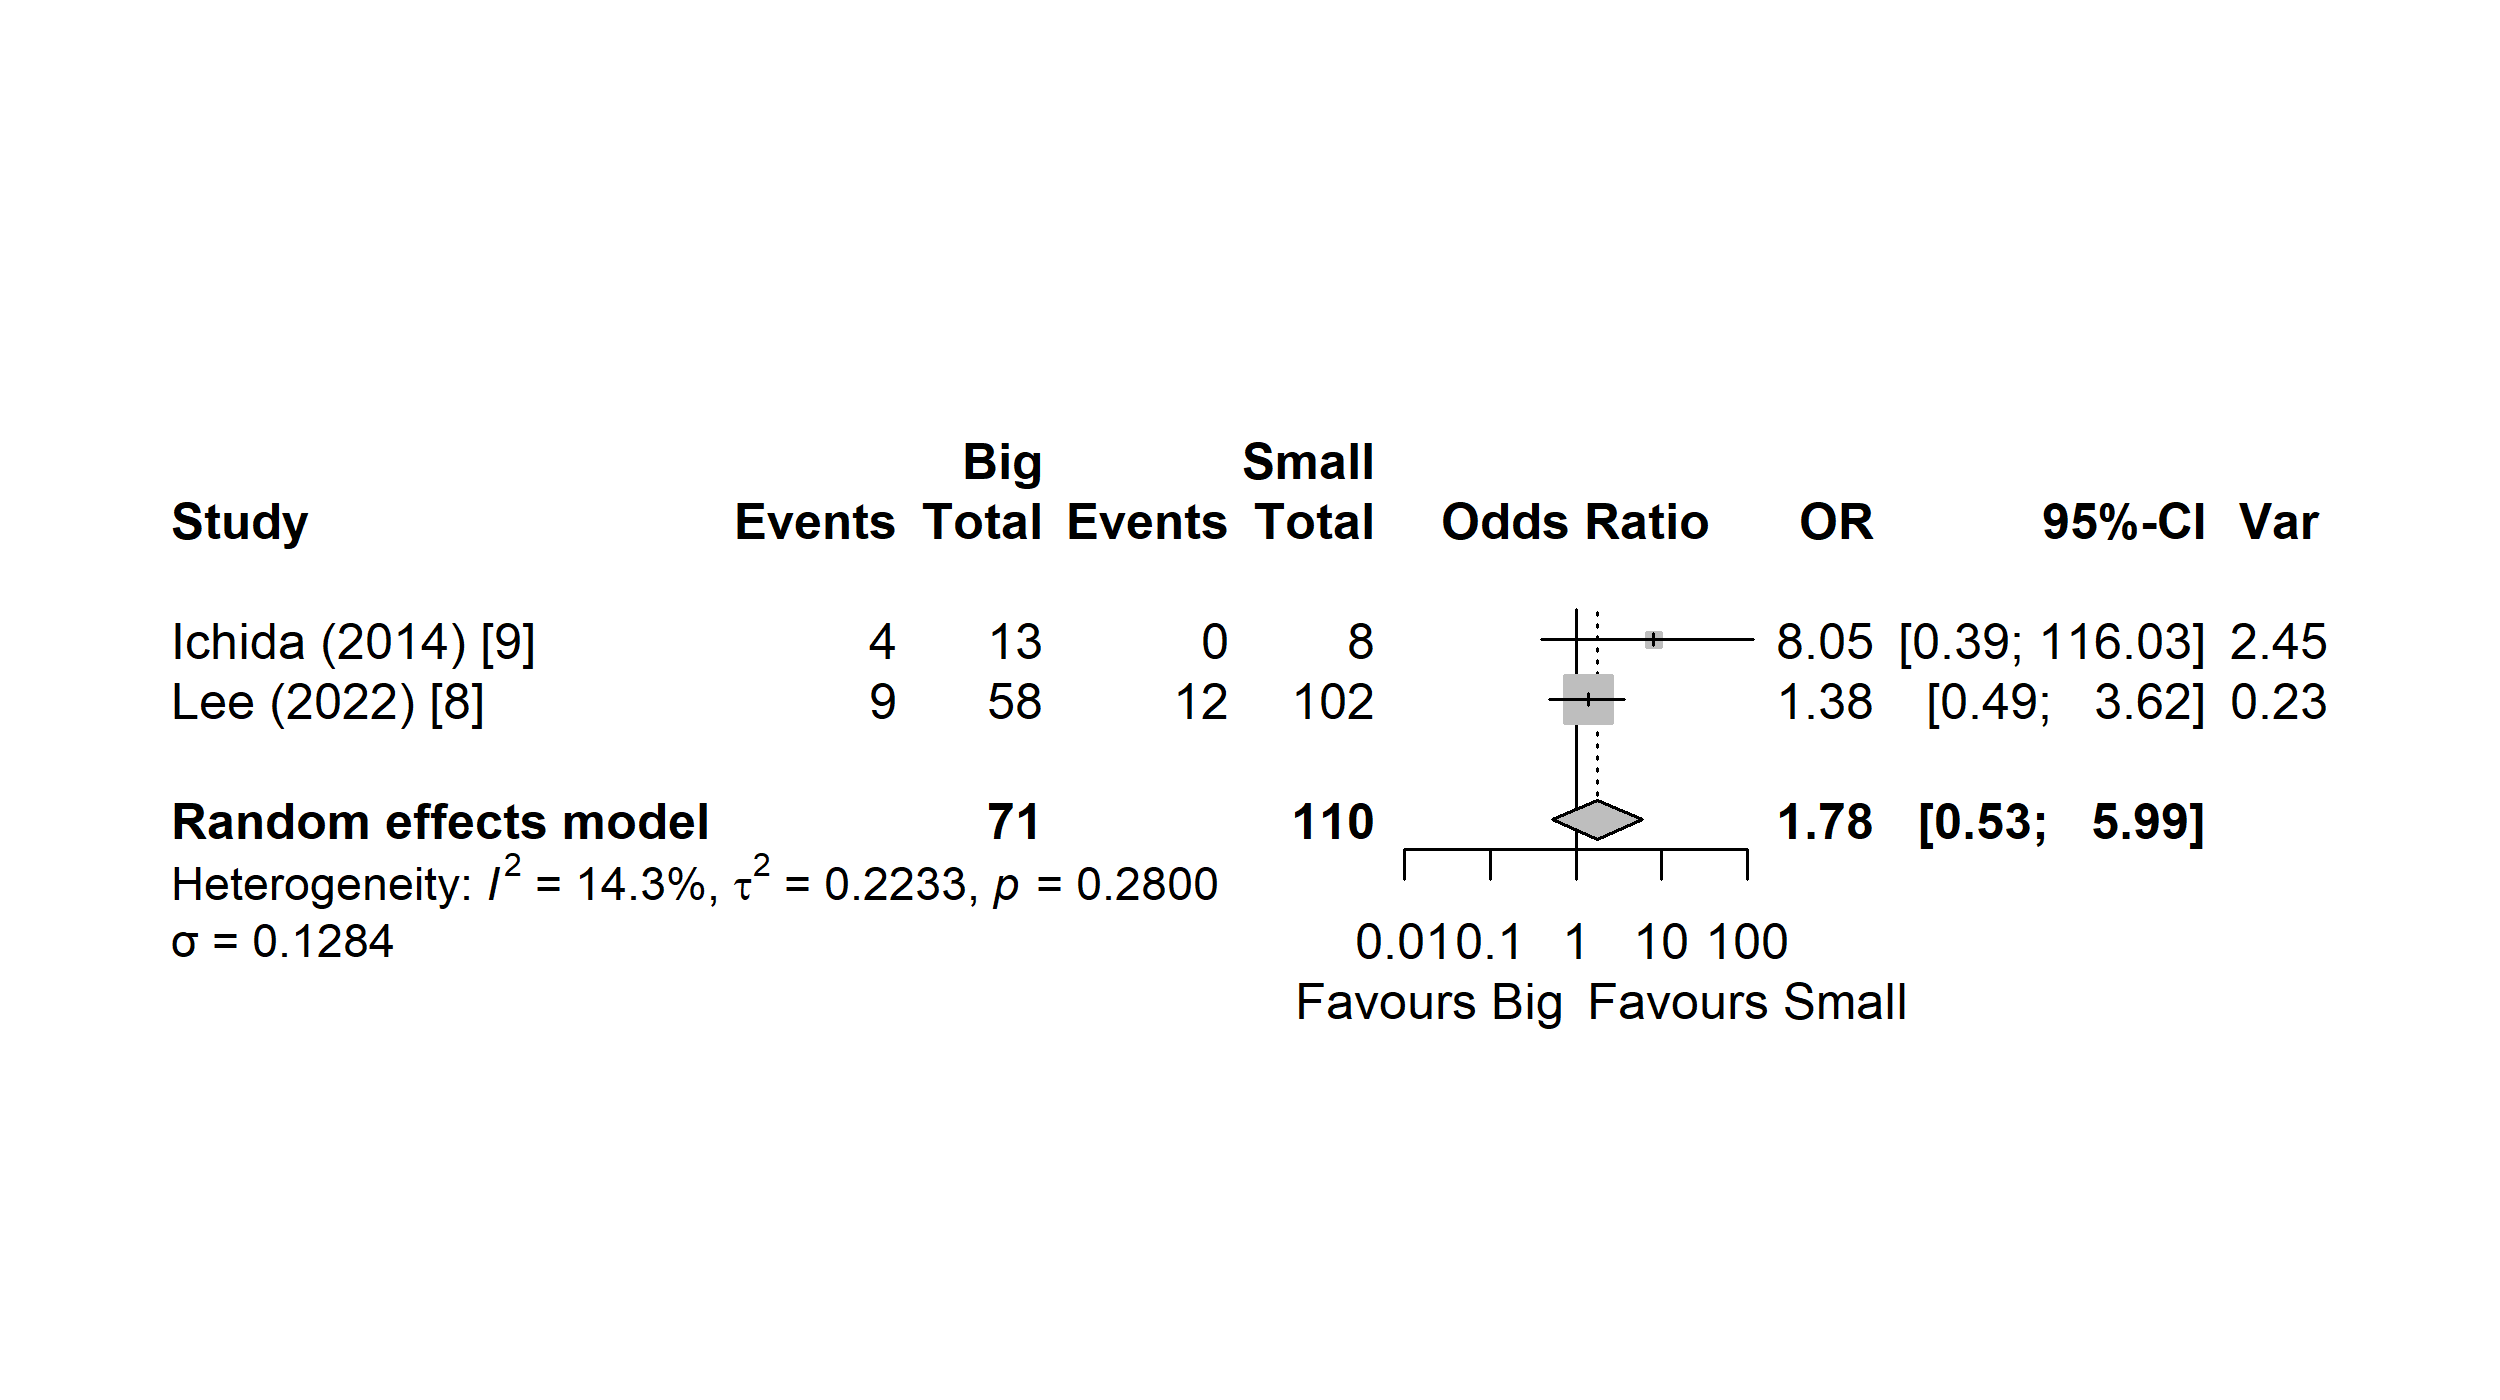 Big Small
Study Events Total Events Total Odds Ratio OR 95%-CI Var
Ichida (2014) [9] 4 13 0 8 8.05 [0.39; 116.03] 2.45
Lee (2022) [8] 9 58 12 102 1.38 [0.49; 3.62] 0.23
Random effects model 71 110 1.78 [0.53; 5.99]
Heterogeneity: I² = 14.3%, τ² = 0.2233, p = 0.2800
σ = 0.1284
0.01 0.1 1 10 100
Favours Big Favours Small